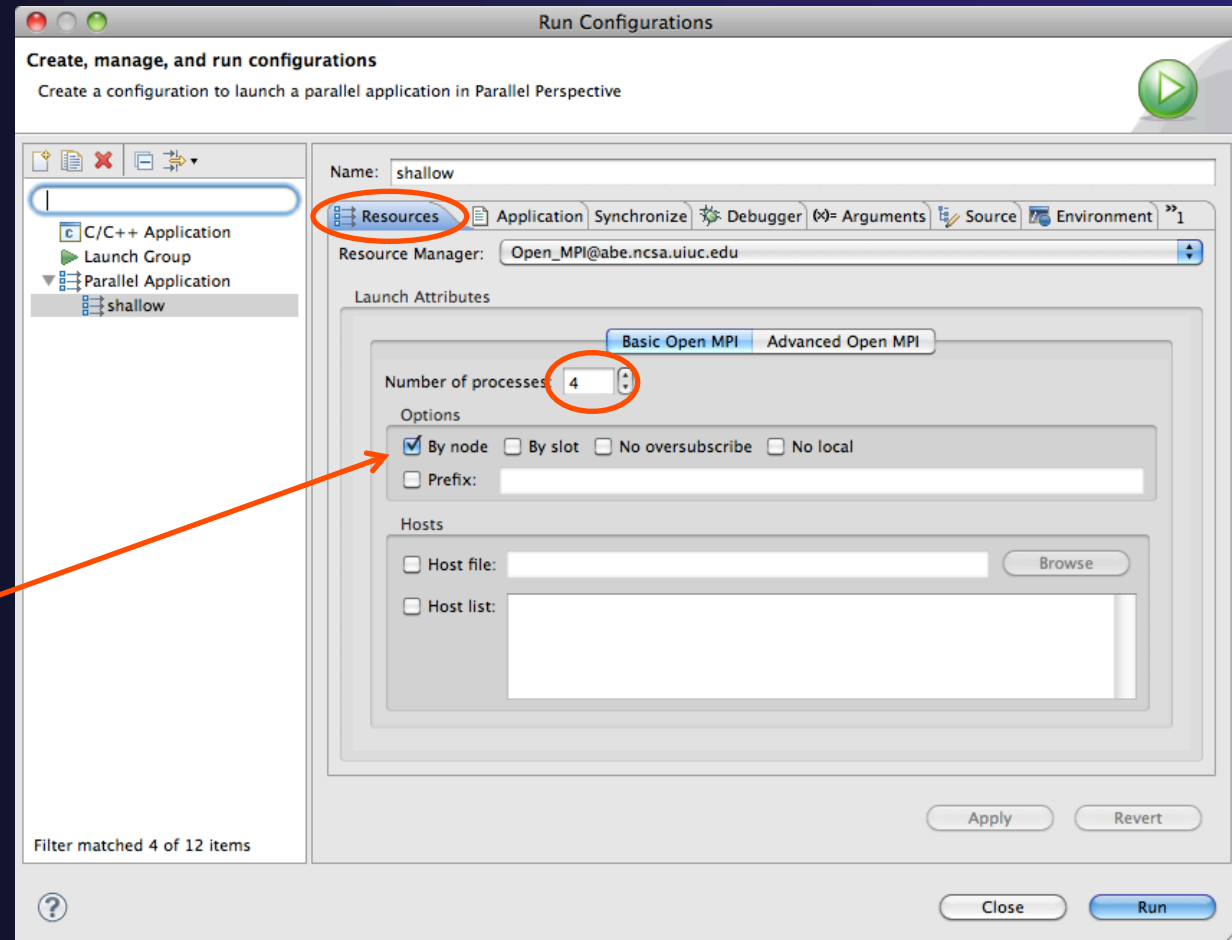 Run Configurations
Create, manage, and run configurations
Create a configuration to launch a parallel application in Parallel Perspective
C/C++ Application
Launch Group
Parallel Application
shallow
Filter matched 4 of 12 items
Name: shallow
Resources Application Synchronize Debugger (x)= Arguments Source Environment »1
Resource Manager: Open_MPI@abe.ncsa.uiuc.edu
Launch Attributes
Basic Open MPI Advanced Open MPI
Number of processes: 4
Options
By node By slot No oversubscribe No local
Prefix:
Hosts
Host file: Browse
Host list:
Apply Revert
? Close Run